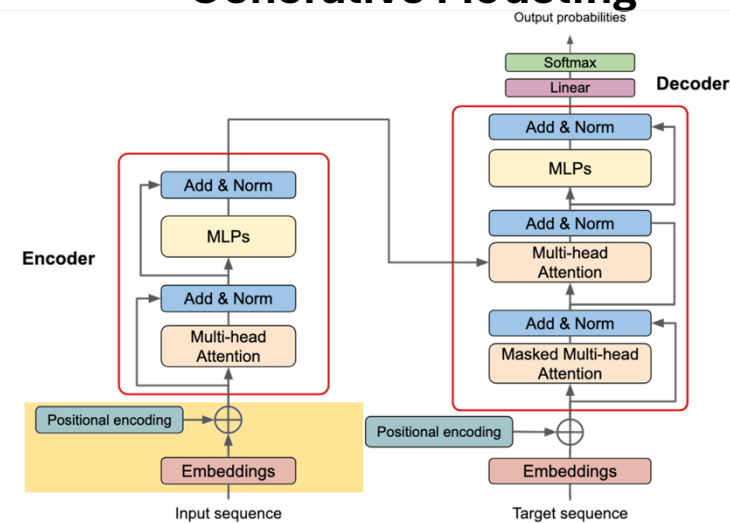 Generative Modeling
Output probabilities
Softmax
Linear
Decoder
Add & Norm
MLPs
Add & Norm
Multi-head
Attention
Add & Norm
Masked Multi-head
Attention
Positional encoding
Embeddings
Target sequence
Encoder
Add & Norm
MLPs
Add & Norm
Multi-head
Attention
Positional encoding
Embeddings
Input sequence